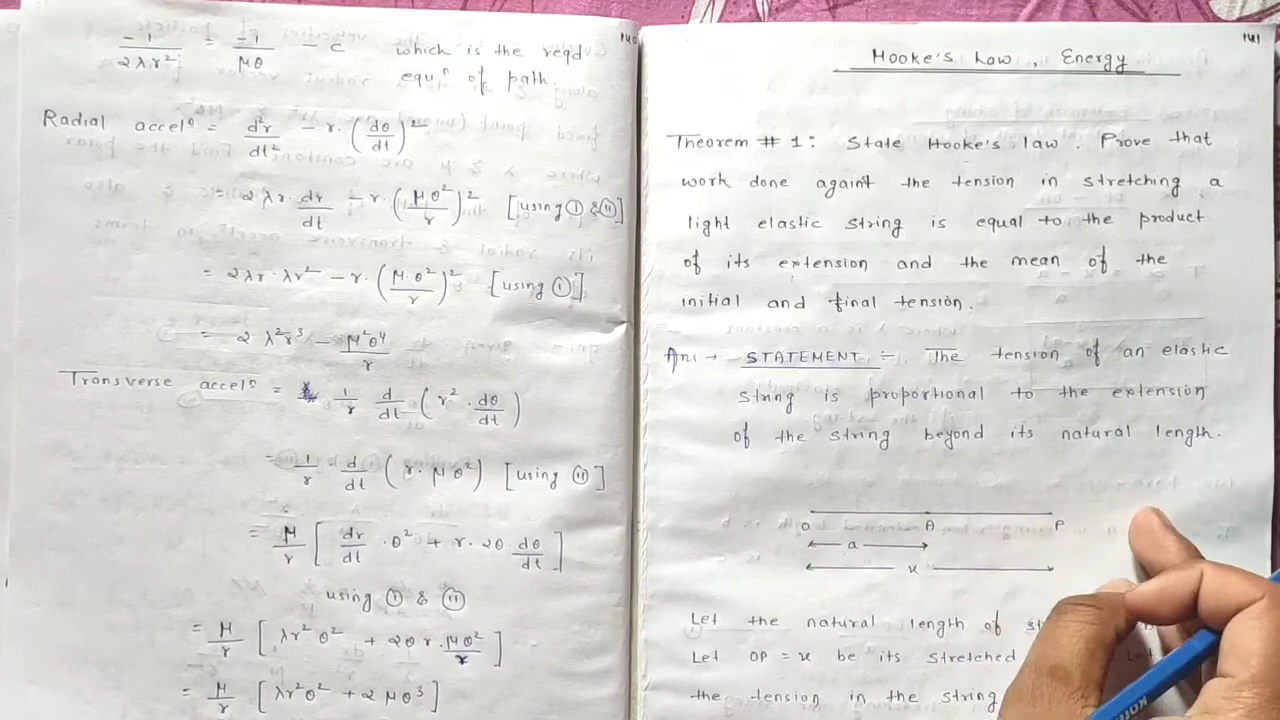 140
-1/2λr² = -1/μθ - c which is the reqd
equⁿ of path.
Radial accelⁿ = d²r/dt² - r.(dθ/dt)²
= 2λr. dr/dt - r.(μθ²/r)² [using ① & ⑪]
= 2λr.λr² - r.(μ.θ²/r)² [using ①]
= 2 λ²r³ - μ²θ⁴/r
Transverse accelⁿ = 1/r d/dt (r². dθ/dt)
= 1/r d/dt (r. μθ²) [using ⑪]
= μ/r [dr/dt .θ² + r.2θ dθ/dt]
using ① & ⑪
= μ/r [λr²θ² + 2θr. μθ²/r]
= μ/r [λr²θ² + 2μθ³]
141
Hooke's Law, Energy
Theorem # 1: State Hooke's law. Prove that
work done againt the tension in stretching a
light elastic string is equal to the product
of its extension and the mean of the
initial and final tension.
Ans → STATEMENT :- The tension of an elastic
string is proportional to the extension
of the string beyond its natural length.
O A P
a
x
Let the natural length of
Let OP = x be its stretched
the tension in the string